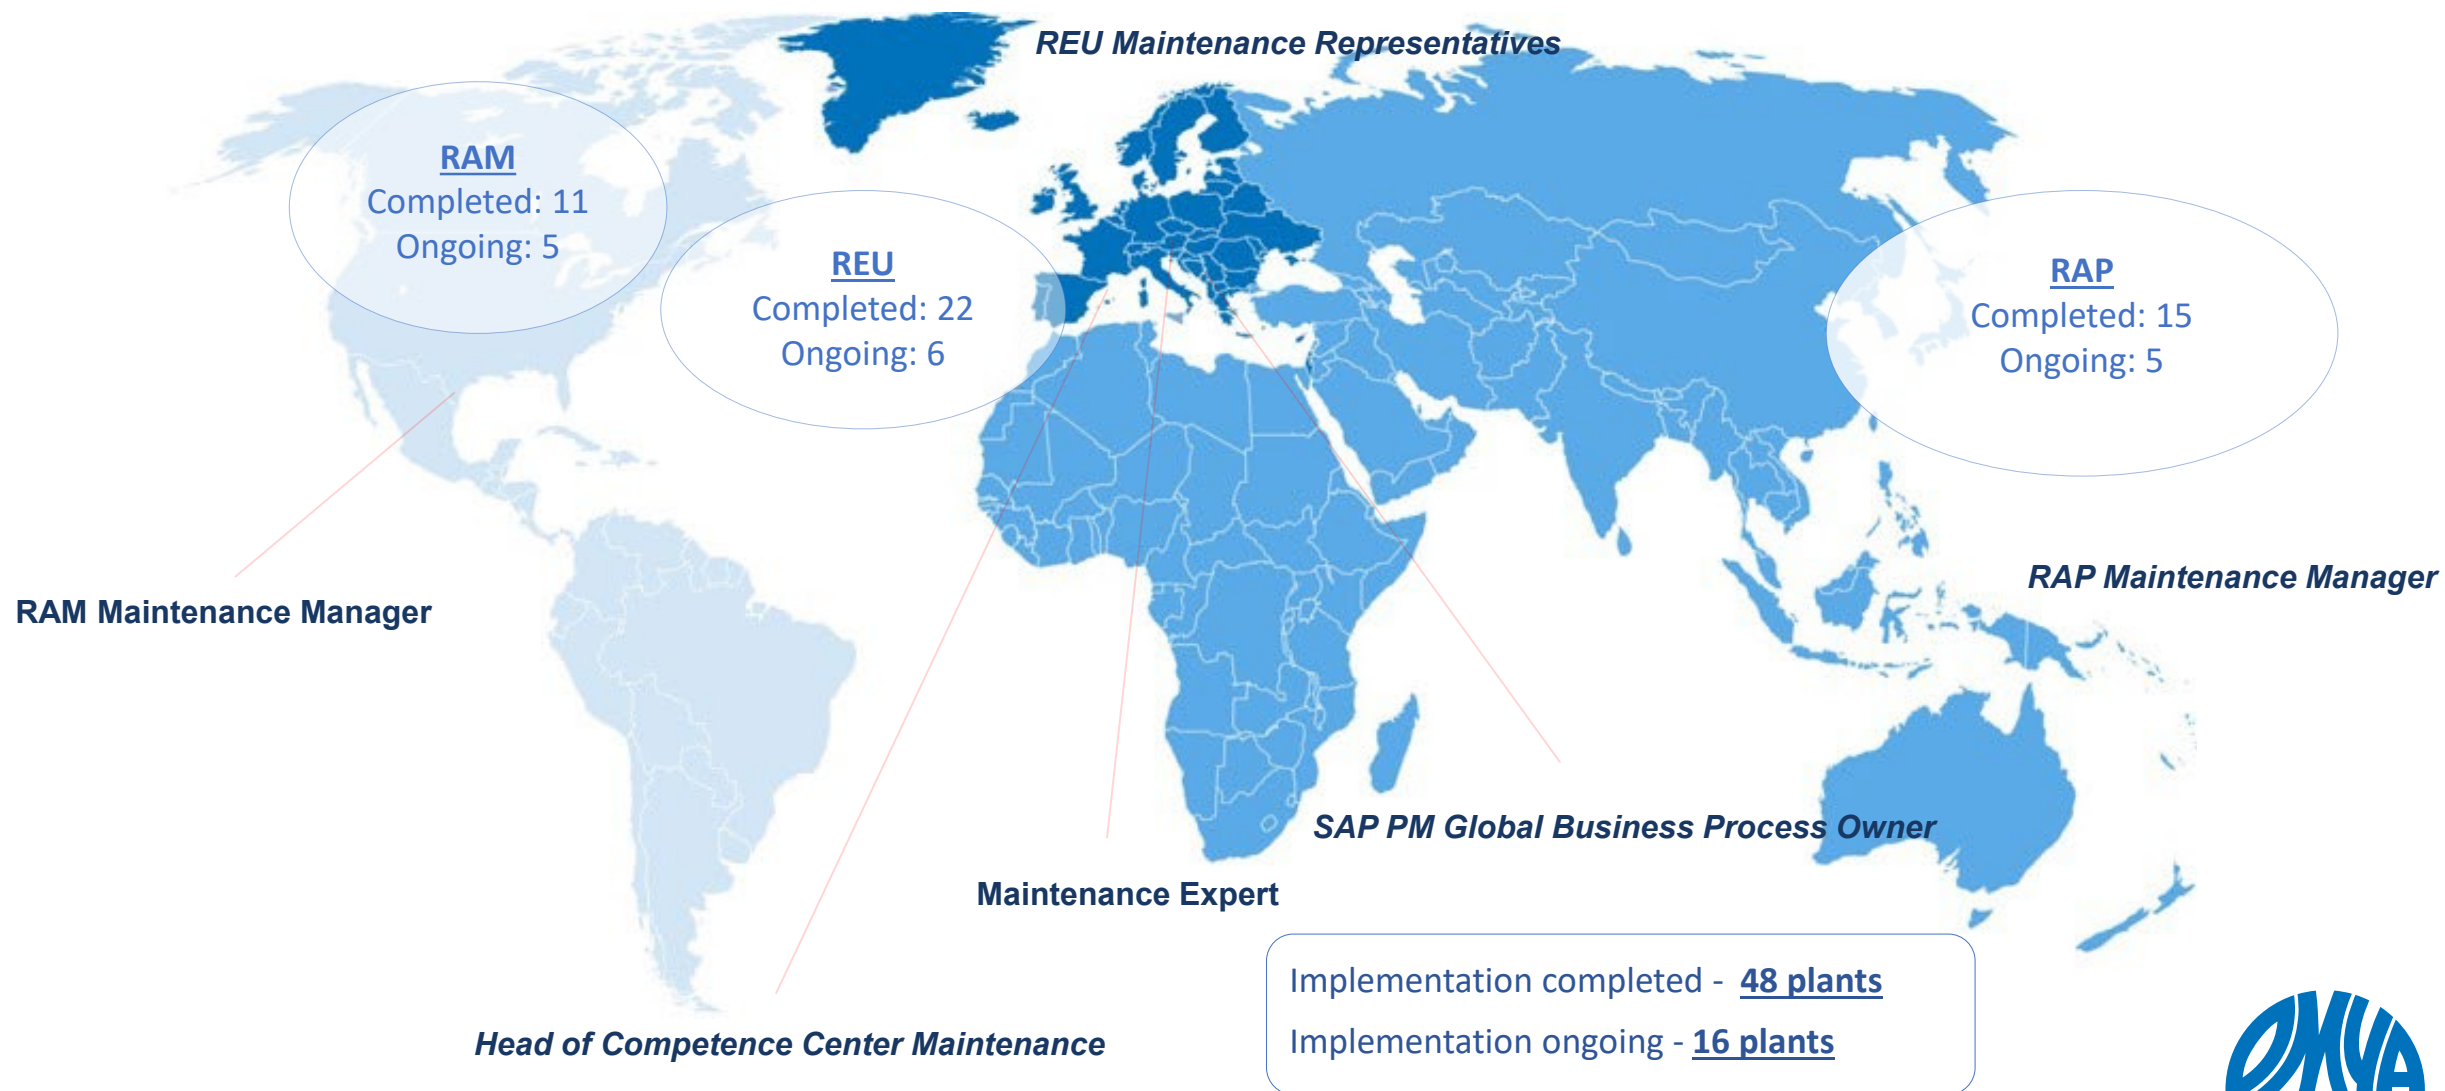 REU Maintenance Representatives
RAM
Completed: 11
Ongoing: 5
REU
Completed: 22
Ongoing: 6
RAP
Completed: 15
Ongoing: 5
RAM Maintenance Manager
RAP Maintenance Manager
SAP PM Global Business Process Owner
Maintenance Expert
Head of Competence Center Maintenance
Implementation completed - 48 plants
Implementation ongoing - 16 plants
OMYA